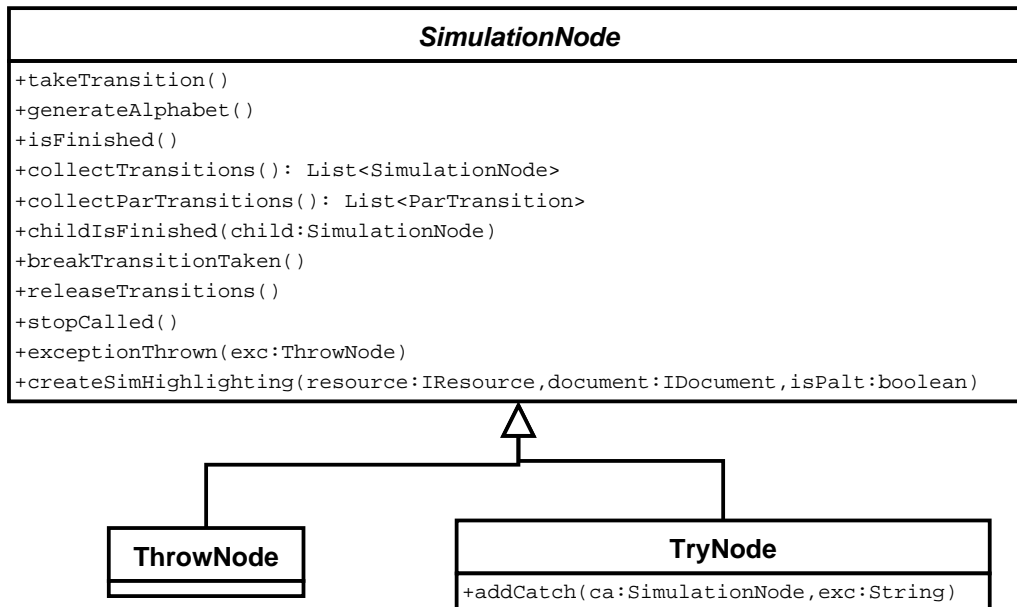 SimulationNode
+takeTransition()
+generateAlphabet()
+isFinished()
+collectTransitions(): List<SimulationNode>
+collectParTransitions(): List<ParTransition>
+childIsFinished(child:SimulationNode)
+breakTransitionTaken()
+releaseTransitions()
+stopCalled()
+exceptionThrown(exc:ThrowNode)
+createSimHighlighting(resource:IResource,document:IDocument,isPalt:boolean)
ThrowNode
TryNode
+addCatch(ca:SimulationNode,exc:String)